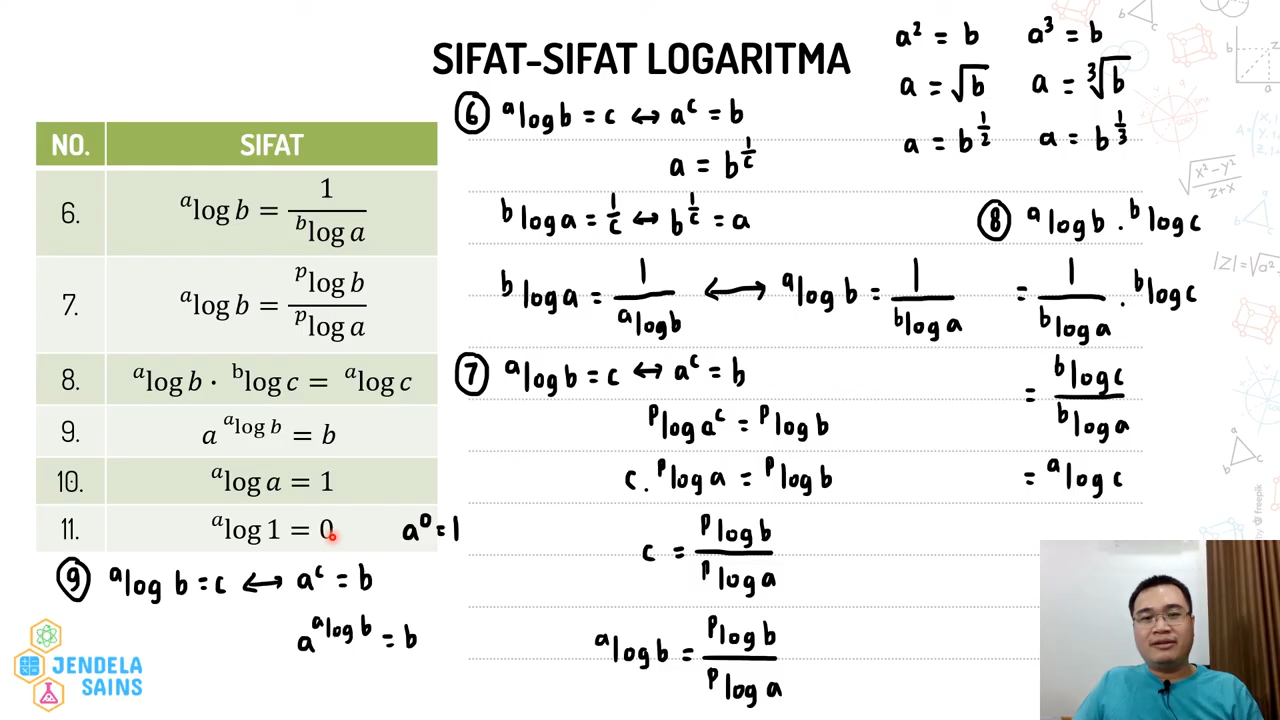 SIFAT-SIFAT LOGARITMA
NO. SIFAT
6. ᵃlog b = 1 / ᵇlog a
7. ᵃlog b = ᵖlog b / ᵖlog a
8. ᵃlog b · ᵇlog c = ᵃlog c
9. a^(ᵃlog b) = b
10. ᵃlog a = 1
11. ᵃlog 1 = 0
a⁰ = 1
⑨ ᵃlog b = c ↔ aᶜ = b
a^(ᵃlog b) = b
JENDELA
SAINS
⑥ ᵃlog b = c ↔ aᶜ = b
a = b^(1/c)
ᵇlog a = 1/c ↔ b^(1/c) = a
ᵇlog a = 1 / ᵃlog b ↔ ᵃlog b = 1 / ᵇlog a
⑦ ᵃlog b = c ↔ aᶜ = b
ᵖlog aᶜ = ᵖlog b
c . ᵖlog a = ᵖlog b
c = ᵖlog b / ᵖlog a
ᵃlog b = ᵖlog b / ᵖlog a
a² = b
a = √b
a = b^(1/2)
a³ = b
a = ³√b
a = b^(1/3)
⑧ ᵃlog b . ᵇlog c
= 1 / ᵇlog a . ᵇlog c
= ᵇlog c / ᵇlog a
= ᵃlog c